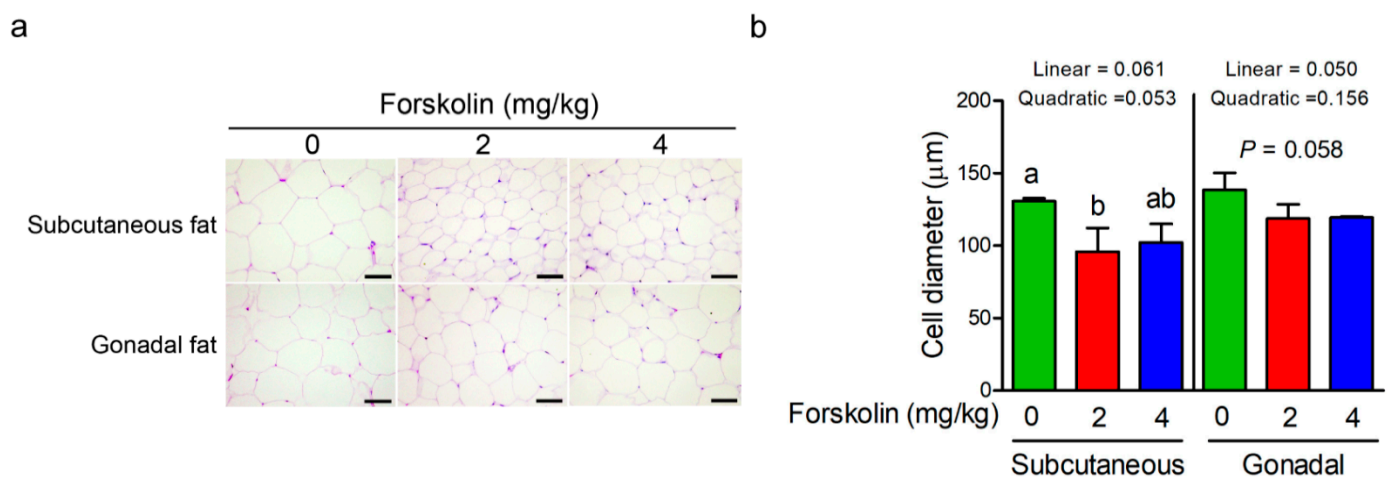 a
Forskolin (mg/kg)
0 2 4
Subcutaneous fat
Gonadal fat
b
Linear = 0.061
Quadratic =0.053
Linear = 0.050
Quadratic =0.156
P = 0.058
Cell diameter (μm)
200
150
100
50
0
a
b
ab
Forskolin (mg/kg) 0 2 4 0 2 4
Subcutaneous Gonadal